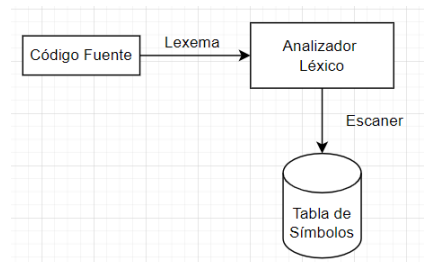 Código Fuente
Lexema
Analizador
Léxico
Escaner
Tabla de
Símbolos